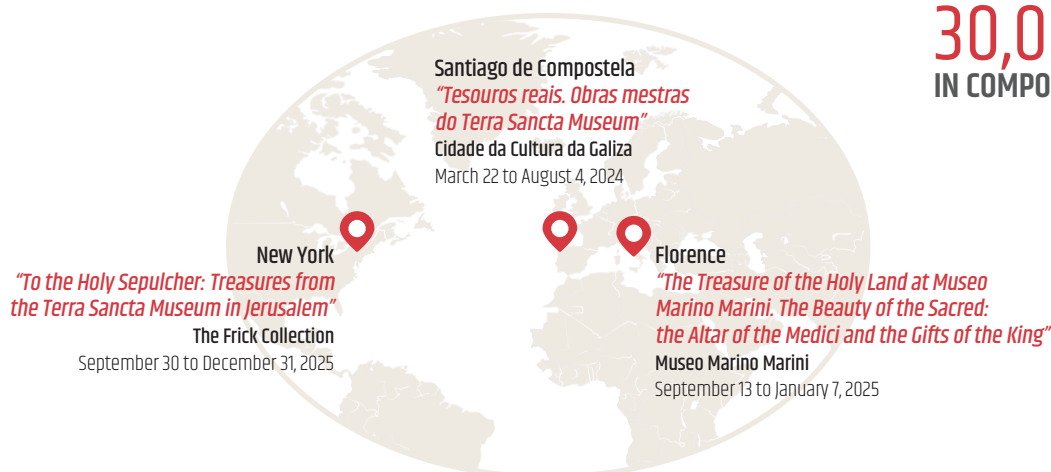 30,0
IN COMPO
Santiago de Compostela
“Tesouros reais. Obras mestras
do Terra Sancta Museum”
Cidade da Cultura da Galiza
March 22 to August 4, 2024
New York
“To the Holy Sepulcher: Treasures from
the Terra Sancta Museum in Jerusalem”
The Frick Collection
September 30 to December 31, 2025
Florence
“The Treasure of the Holy Land at Museo
Marino Marini. The Beauty of the Sacred:
the Altar of the Medici and the Gifts of the King”
Museo Marino Marini
September 13 to January 7, 2025